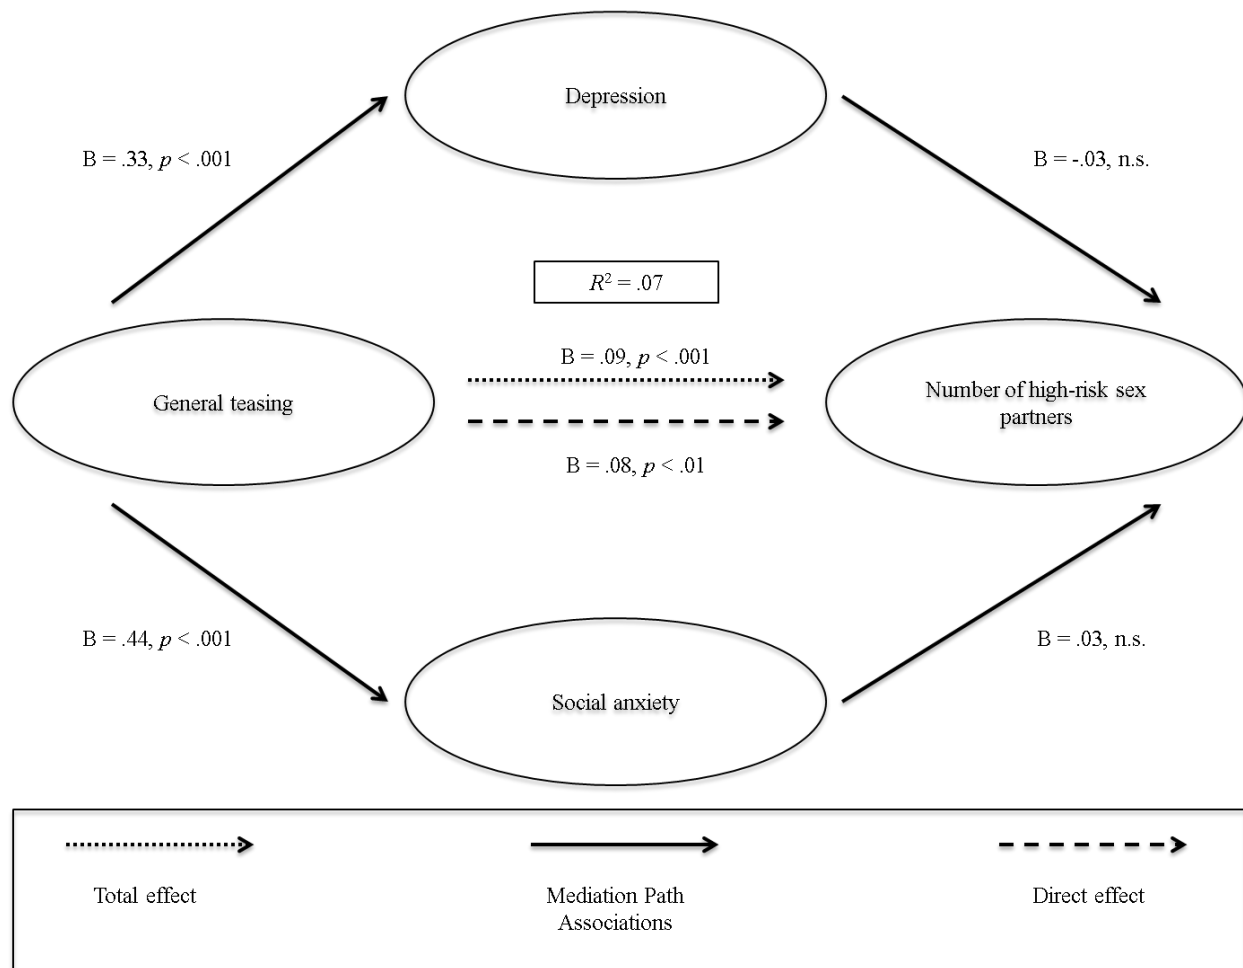 Depression
B = .33, p < .001
B = -.03, n.s.
R² = .07
B = .09, p < .001
General teasing
Number of high-risk sex
partners
B = .08, p < .01
B = .44, p < .001
B = .03, n.s.
Social anxiety
Total effect
Mediation Path
Associations
Direct effect